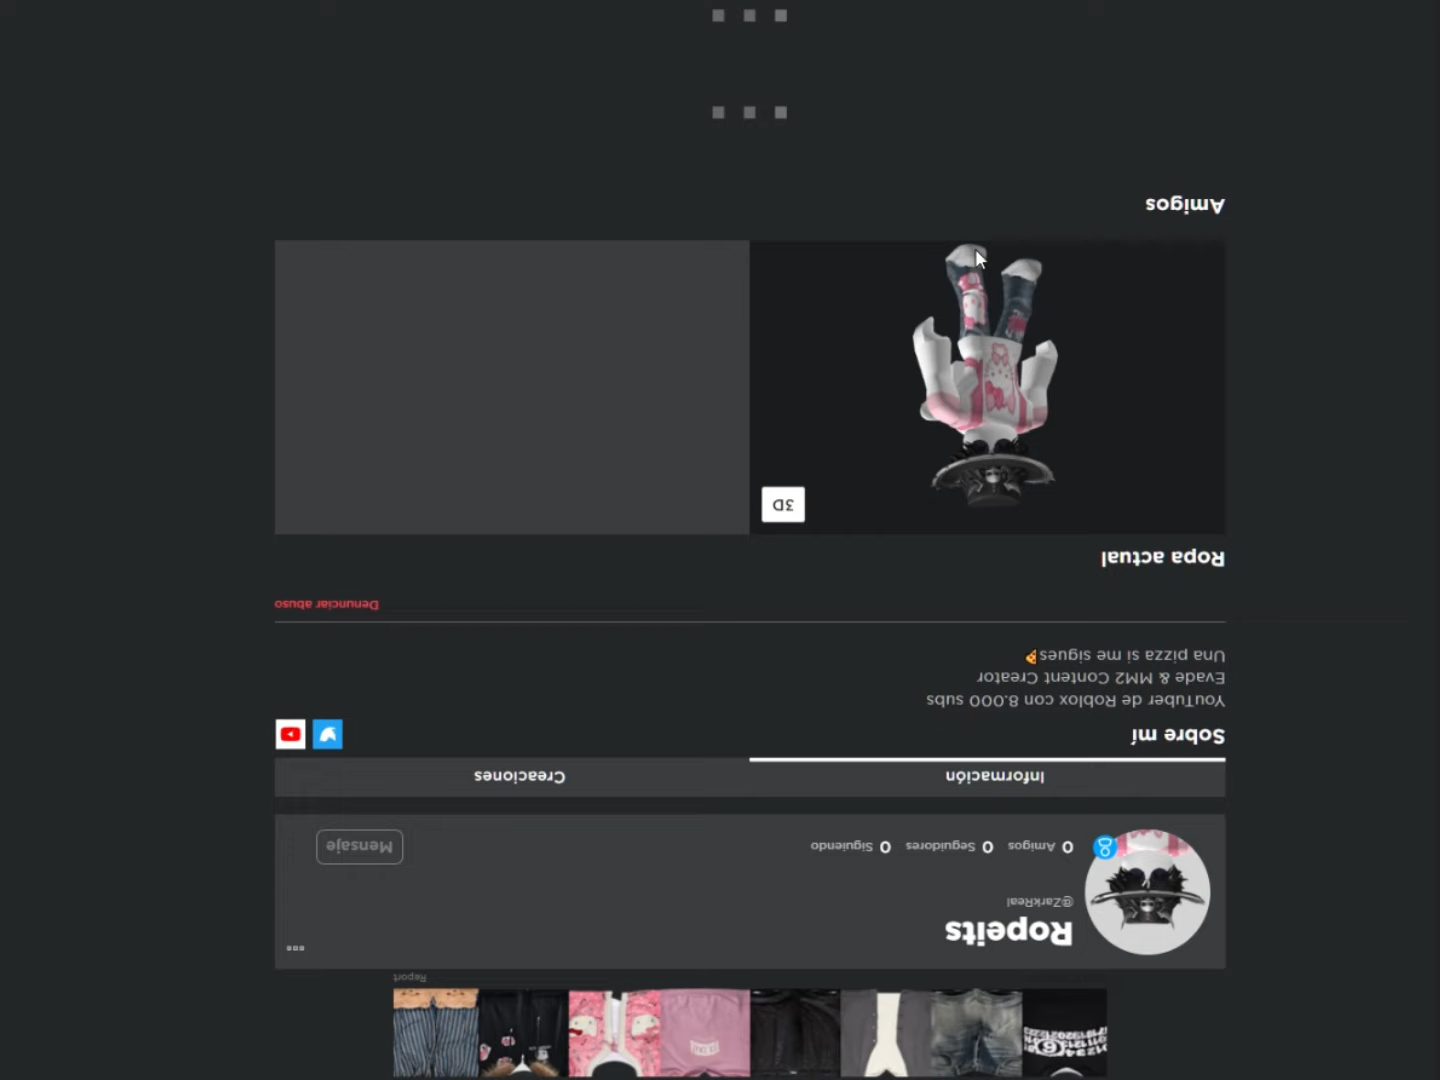 Report
Ropeits
@ZarkReal
0 Amigos 0 Seguidores 0 Siguiendo
Mensaje
Información
Creaciones
Sobre mí
YouTuber de Roblox con 8.000 subs
Evade & MM2 Content Creator
Una pizza si me sigues🍕
Denunciar abuso
Ropa actual
3D
Amigos